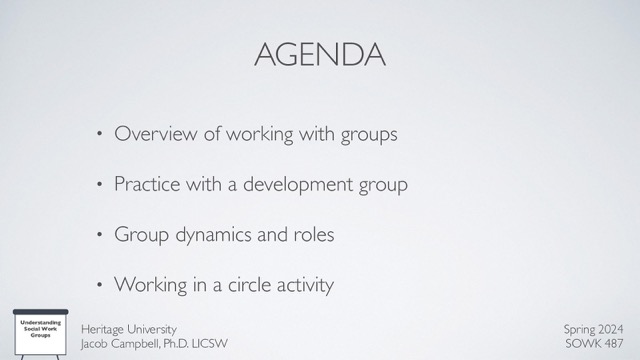 AGENDA
• Overview of working with groups
• Practice with a development group
• Group dynamics and roles
• Working in a circle activity
Understanding
Social Work
Groups
Heritage University
Jacob Campbell, Ph.D. LICSW
Spring 2024
SOWK 487